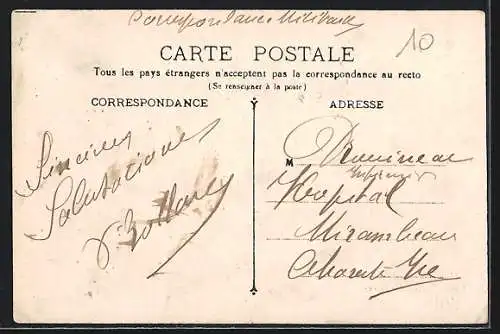 Correspondance Militaire
10
CARTE POSTALE
Tous les pays étrangers n'acceptent pas la correspondance au recto
(Se renseigner à la poste)
CORRESPONDANCE
ADRESSE
Sincères
Salutations
M
Hopital
Mirambeau
Charente Ire